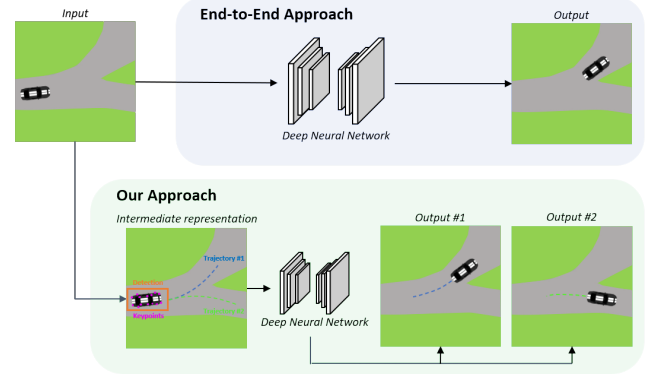 Input
End-to-End Approach
Output
Deep Neural Network
Our Approach
Intermediate representation
Output #1
Output #2
Trajectory #1
Detection
Keypoints
Deep Neural Network